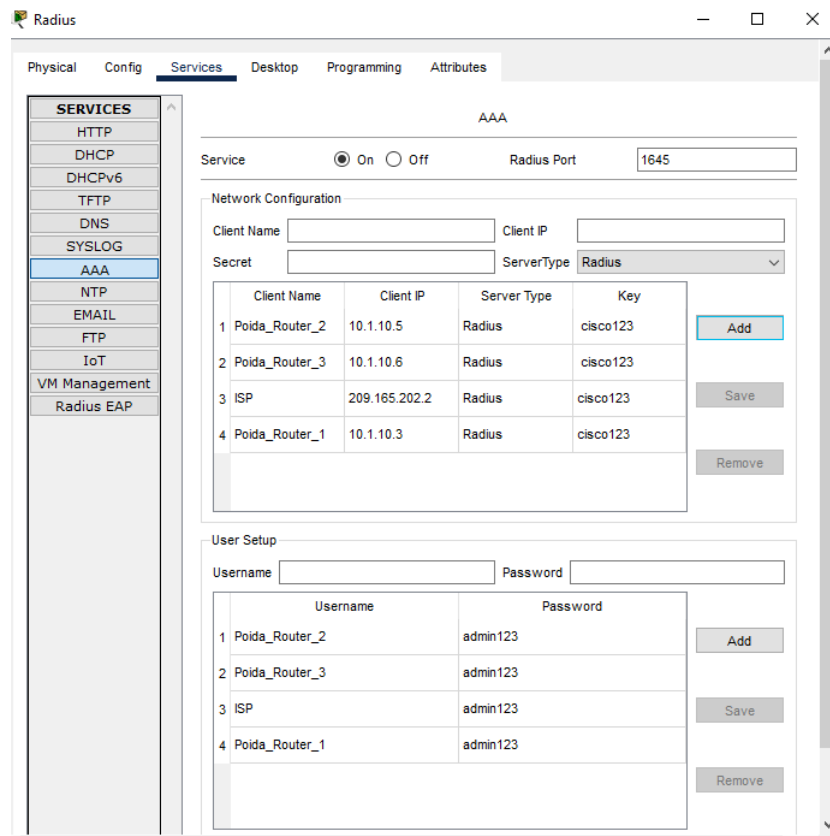 Radius
Physical Config Services Desktop Programming Attributes
SERVICES
HTTP
DHCP
DHCPv6
TFTP
DNS
SYSLOG
AAA
NTP
EMAIL
FTP
IoT
VM Management
Radius EAP
AAA
Service On Off Radius Port 1645
Network Configuration
Client Name Client IP
Secret ServerType Radius
Client Name Client IP Server Type Key
1 Poida_Router_2 10.1.10.5 Radius cisco123
2 Poida_Router_3 10.1.10.6 Radius cisco123
3 ISP 209.165.202.2 Radius cisco123
4 Poida_Router_1 10.1.10.3 Radius cisco123
Add
Save
Remove
User Setup
Username Password
Username Password
1 Poida_Router_2 admin123
2 Poida_Router_3 admin123
3 ISP admin123
4 Poida_Router_1 admin123
Add
Save
Remove